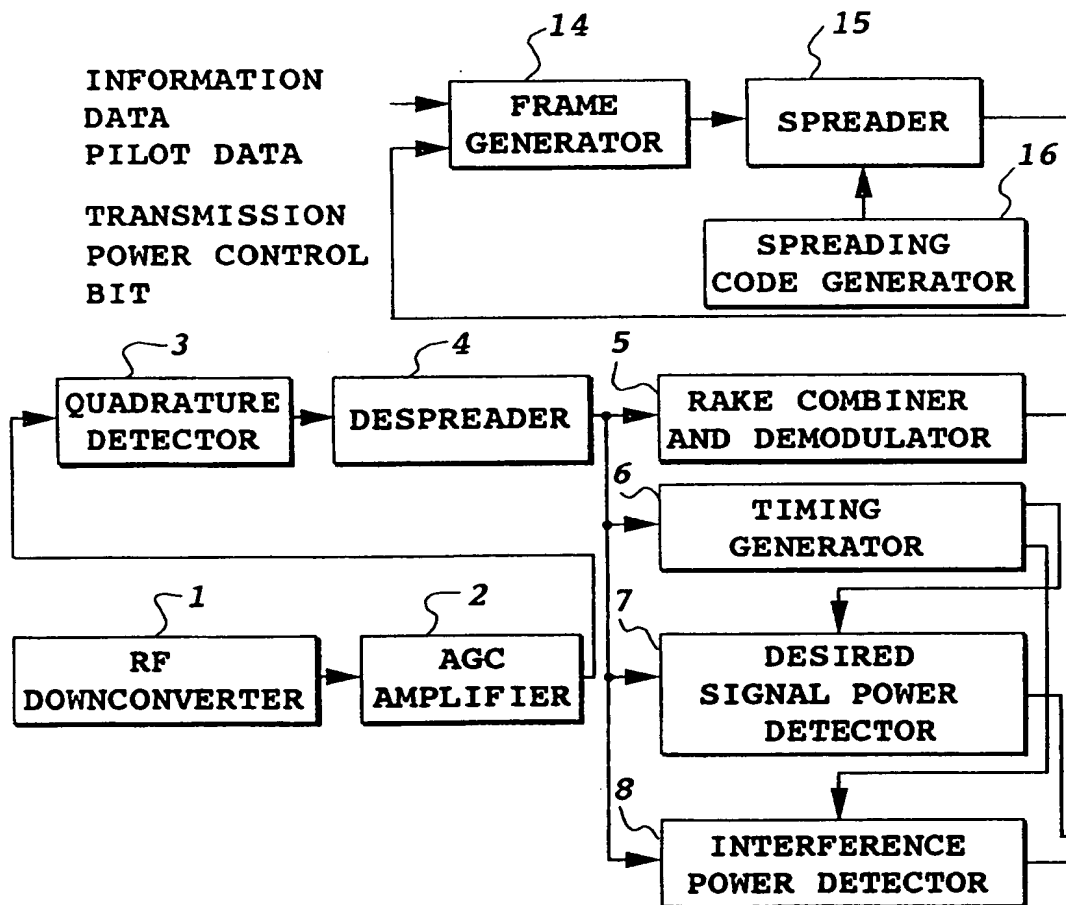 14
15
INFORMATION
DATA
PILOT DATA
FRAME
GENERATOR
SPREADER
16
TRANSMISSION
POWER CONTROL
BIT
SPREADING
CODE GENERATOR
3
4
5
QUADRATURE
DETECTOR
DESPREADER
RAKE COMBINER
AND DEMODULATOR
6
TIMING
GENERATOR
1
2
7
RF
DOWNCONVERTER
AGC
AMPLIFIER
DESIRED
SIGNAL POWER
DETECTOR
8
INTERFERENCE
POWER DETECTOR